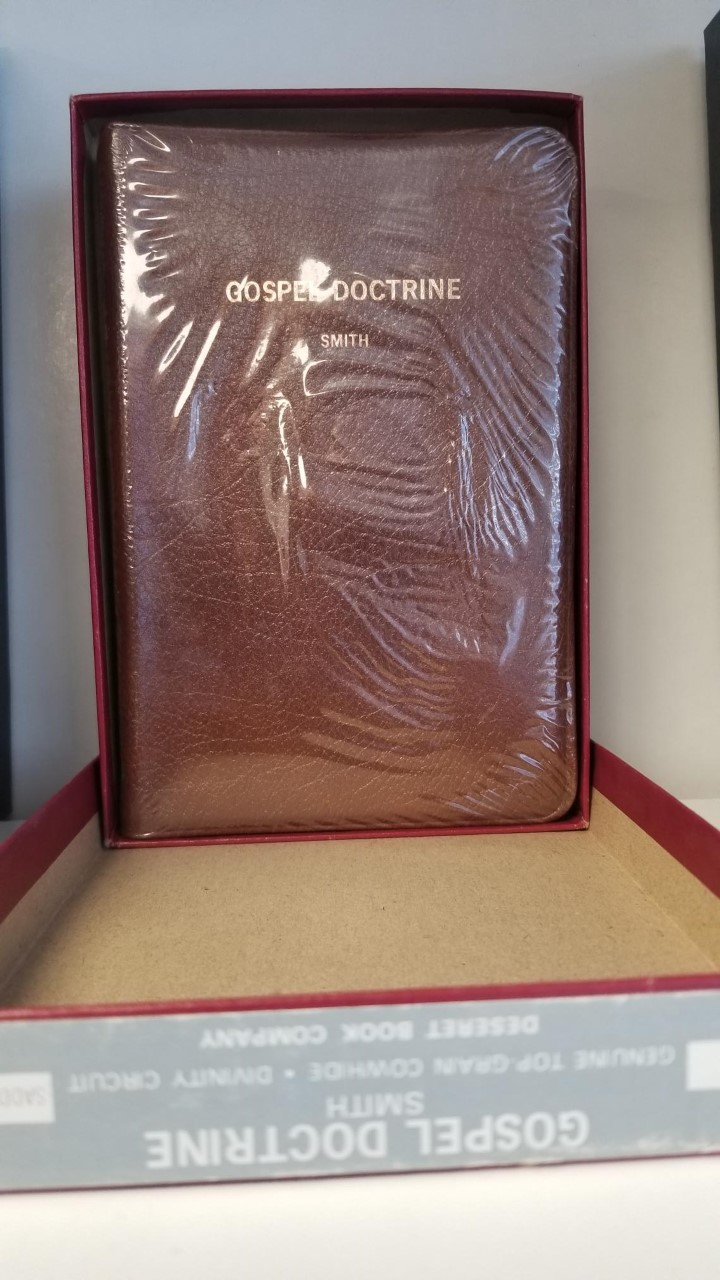 GOSPEL DOCTRINE
SMITH
GOSPEL DOCTRINE
SMITH
GENUINE TOP-GRAIN COWHIDE • DIVINITY CIRCUIT
DESERET BOOK COMPANY